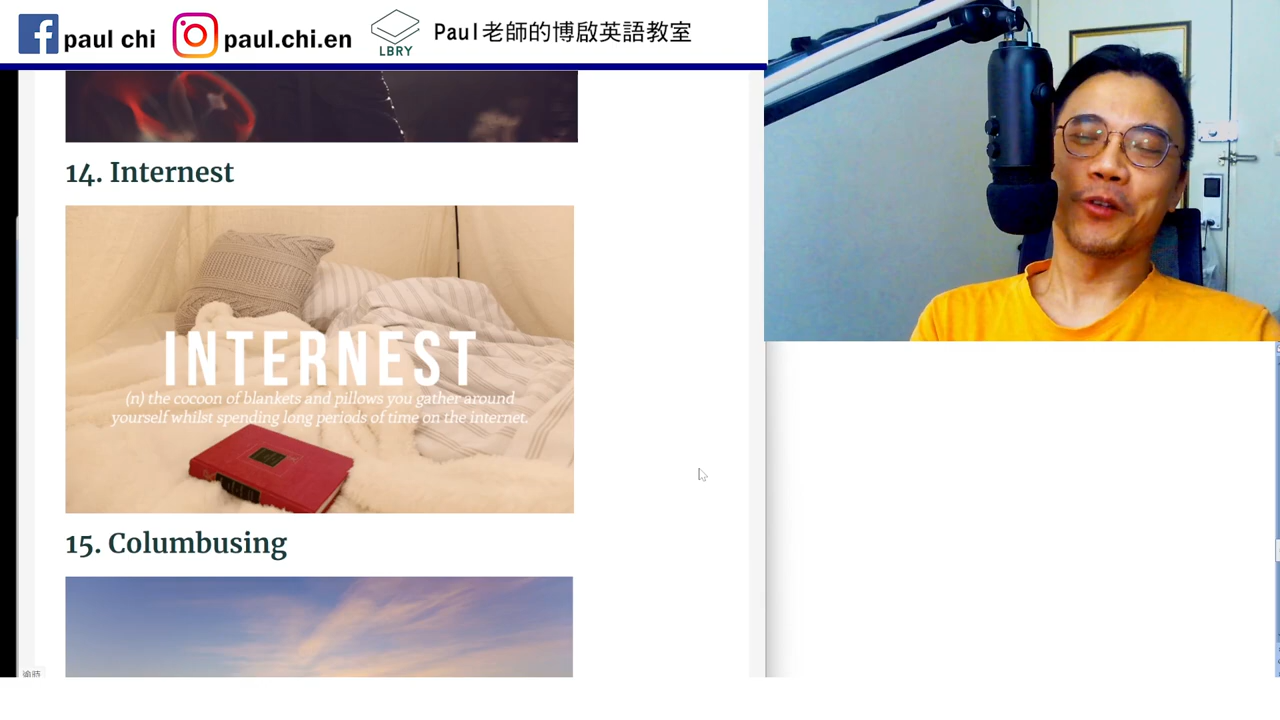 paul chi
paul.chi.en
LBRY
Paul老師的博啟英語教室
14. Internest
INTERNEST
(n) the cocoon of blankets and pillows you gather around
yourself whilst spending long periods of time on the internet.
15. Columbusing